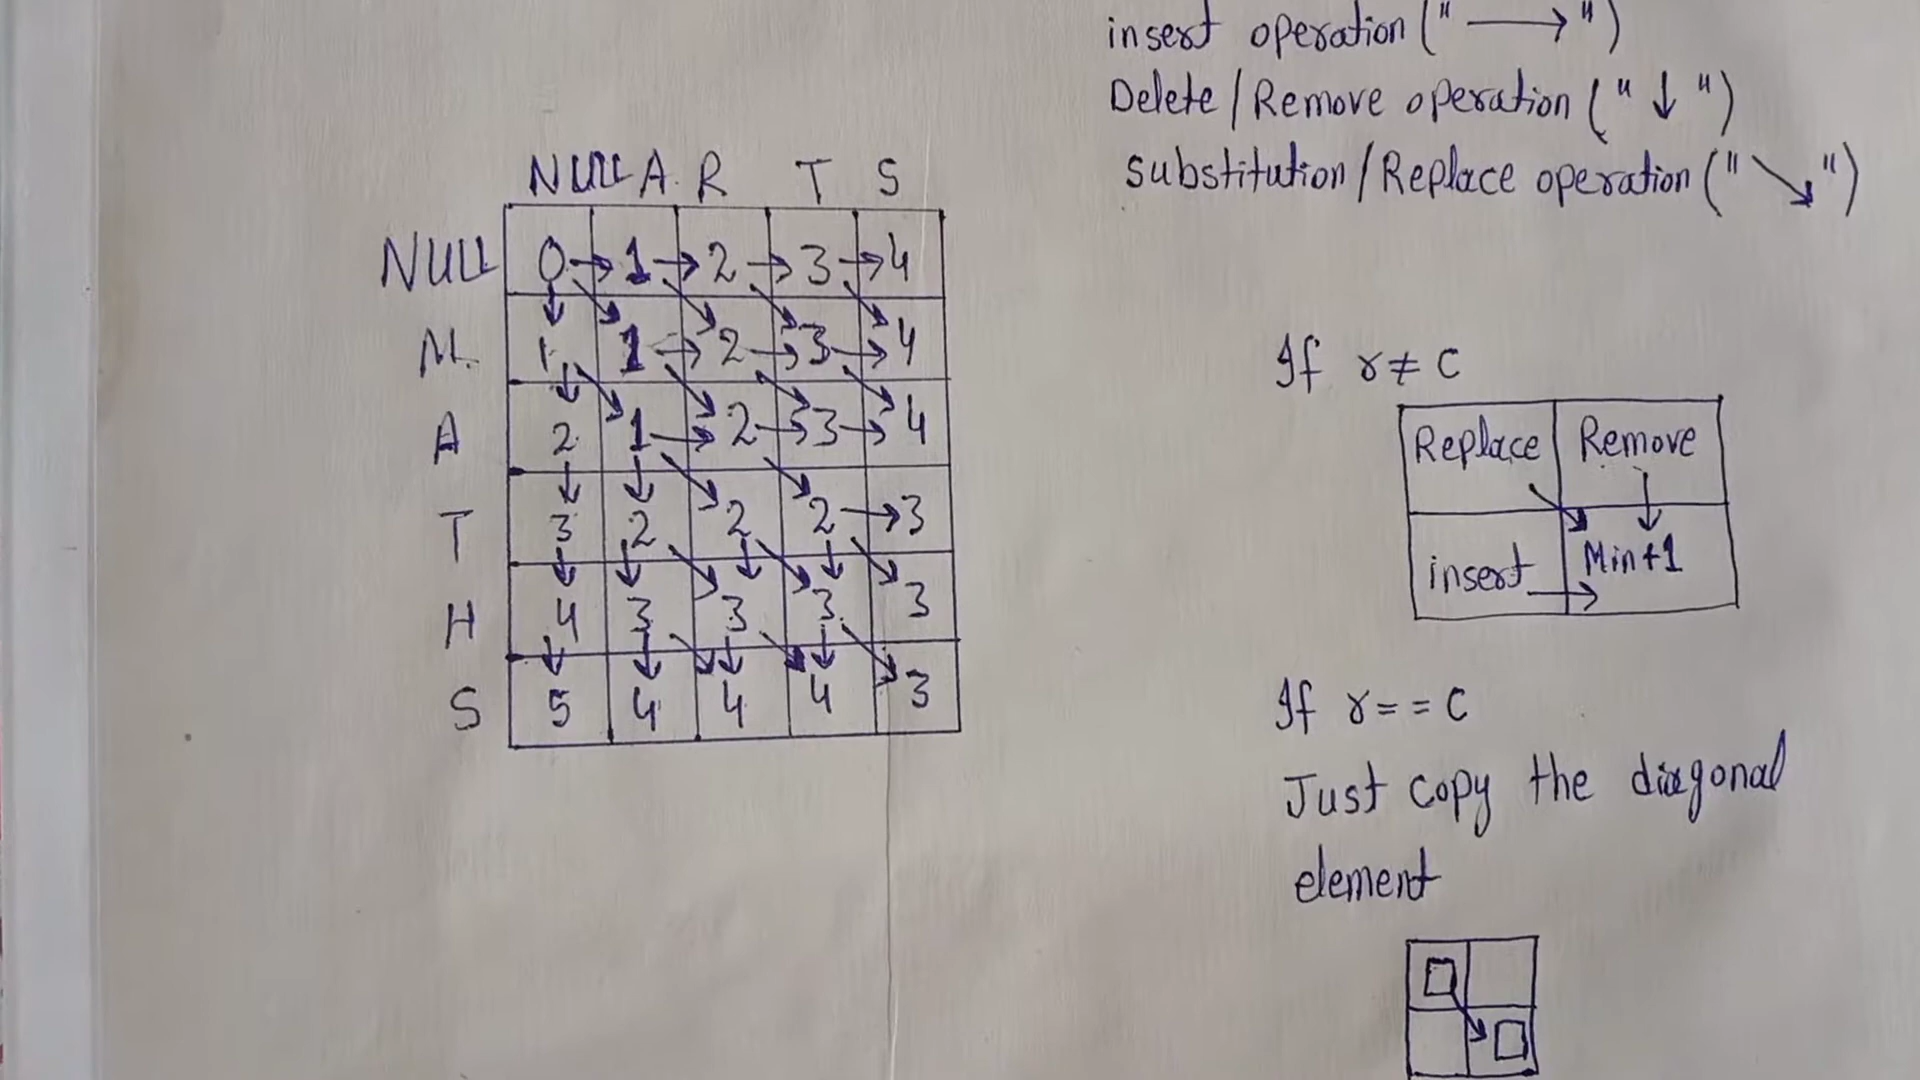 insert operation ("→")
Delete/Remove operation ("↓")
substitution/Replace operation ("↘")
NULL A R T S
NULL 0 → 1 → 2 → 3 → 4
M 1 1 → 2 → 3 → 4
A 2 1 → 2 → 3 → 4
T 3 2 2 2 → 3
H 4 3 3 3 3
S 5 4 4 4 3
If r ≠ c
Replace Remove
insert → Min+1
If r == c
Just copy the diagonal
element